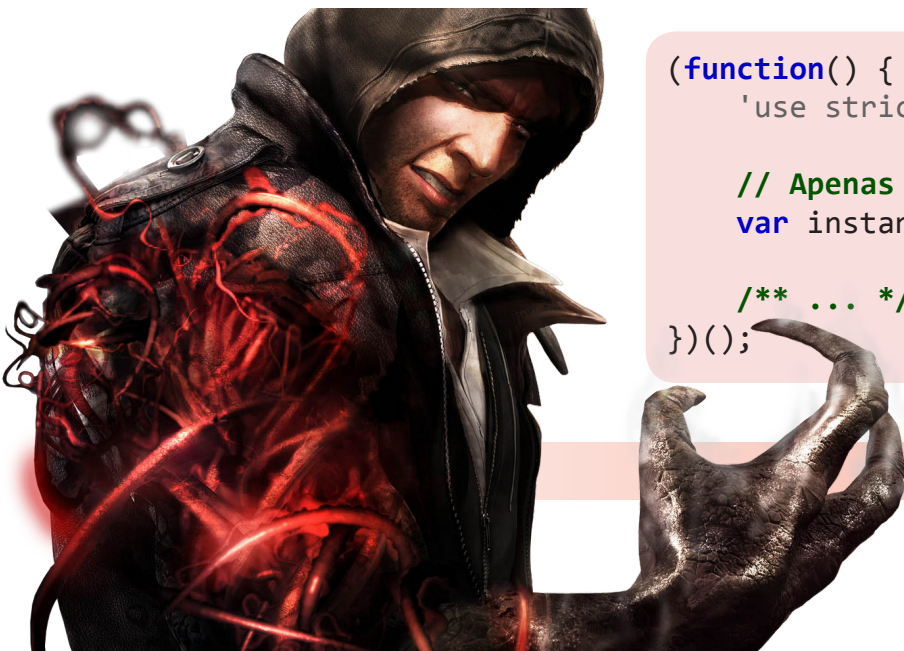 (function() {
'use stric
// Apenas
var instan
/** ... */
})();